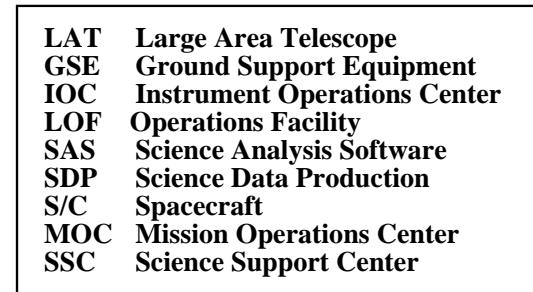 LAT Large Area Telescope
GSE Ground Support Equipment
IOC Instrument Operations Center
LOF Operations Facility
SAS Science Analysis Software
SDP Science Data Production
S/C Spacecraft
MOC Mission Operations Center
SSC Science Support Center